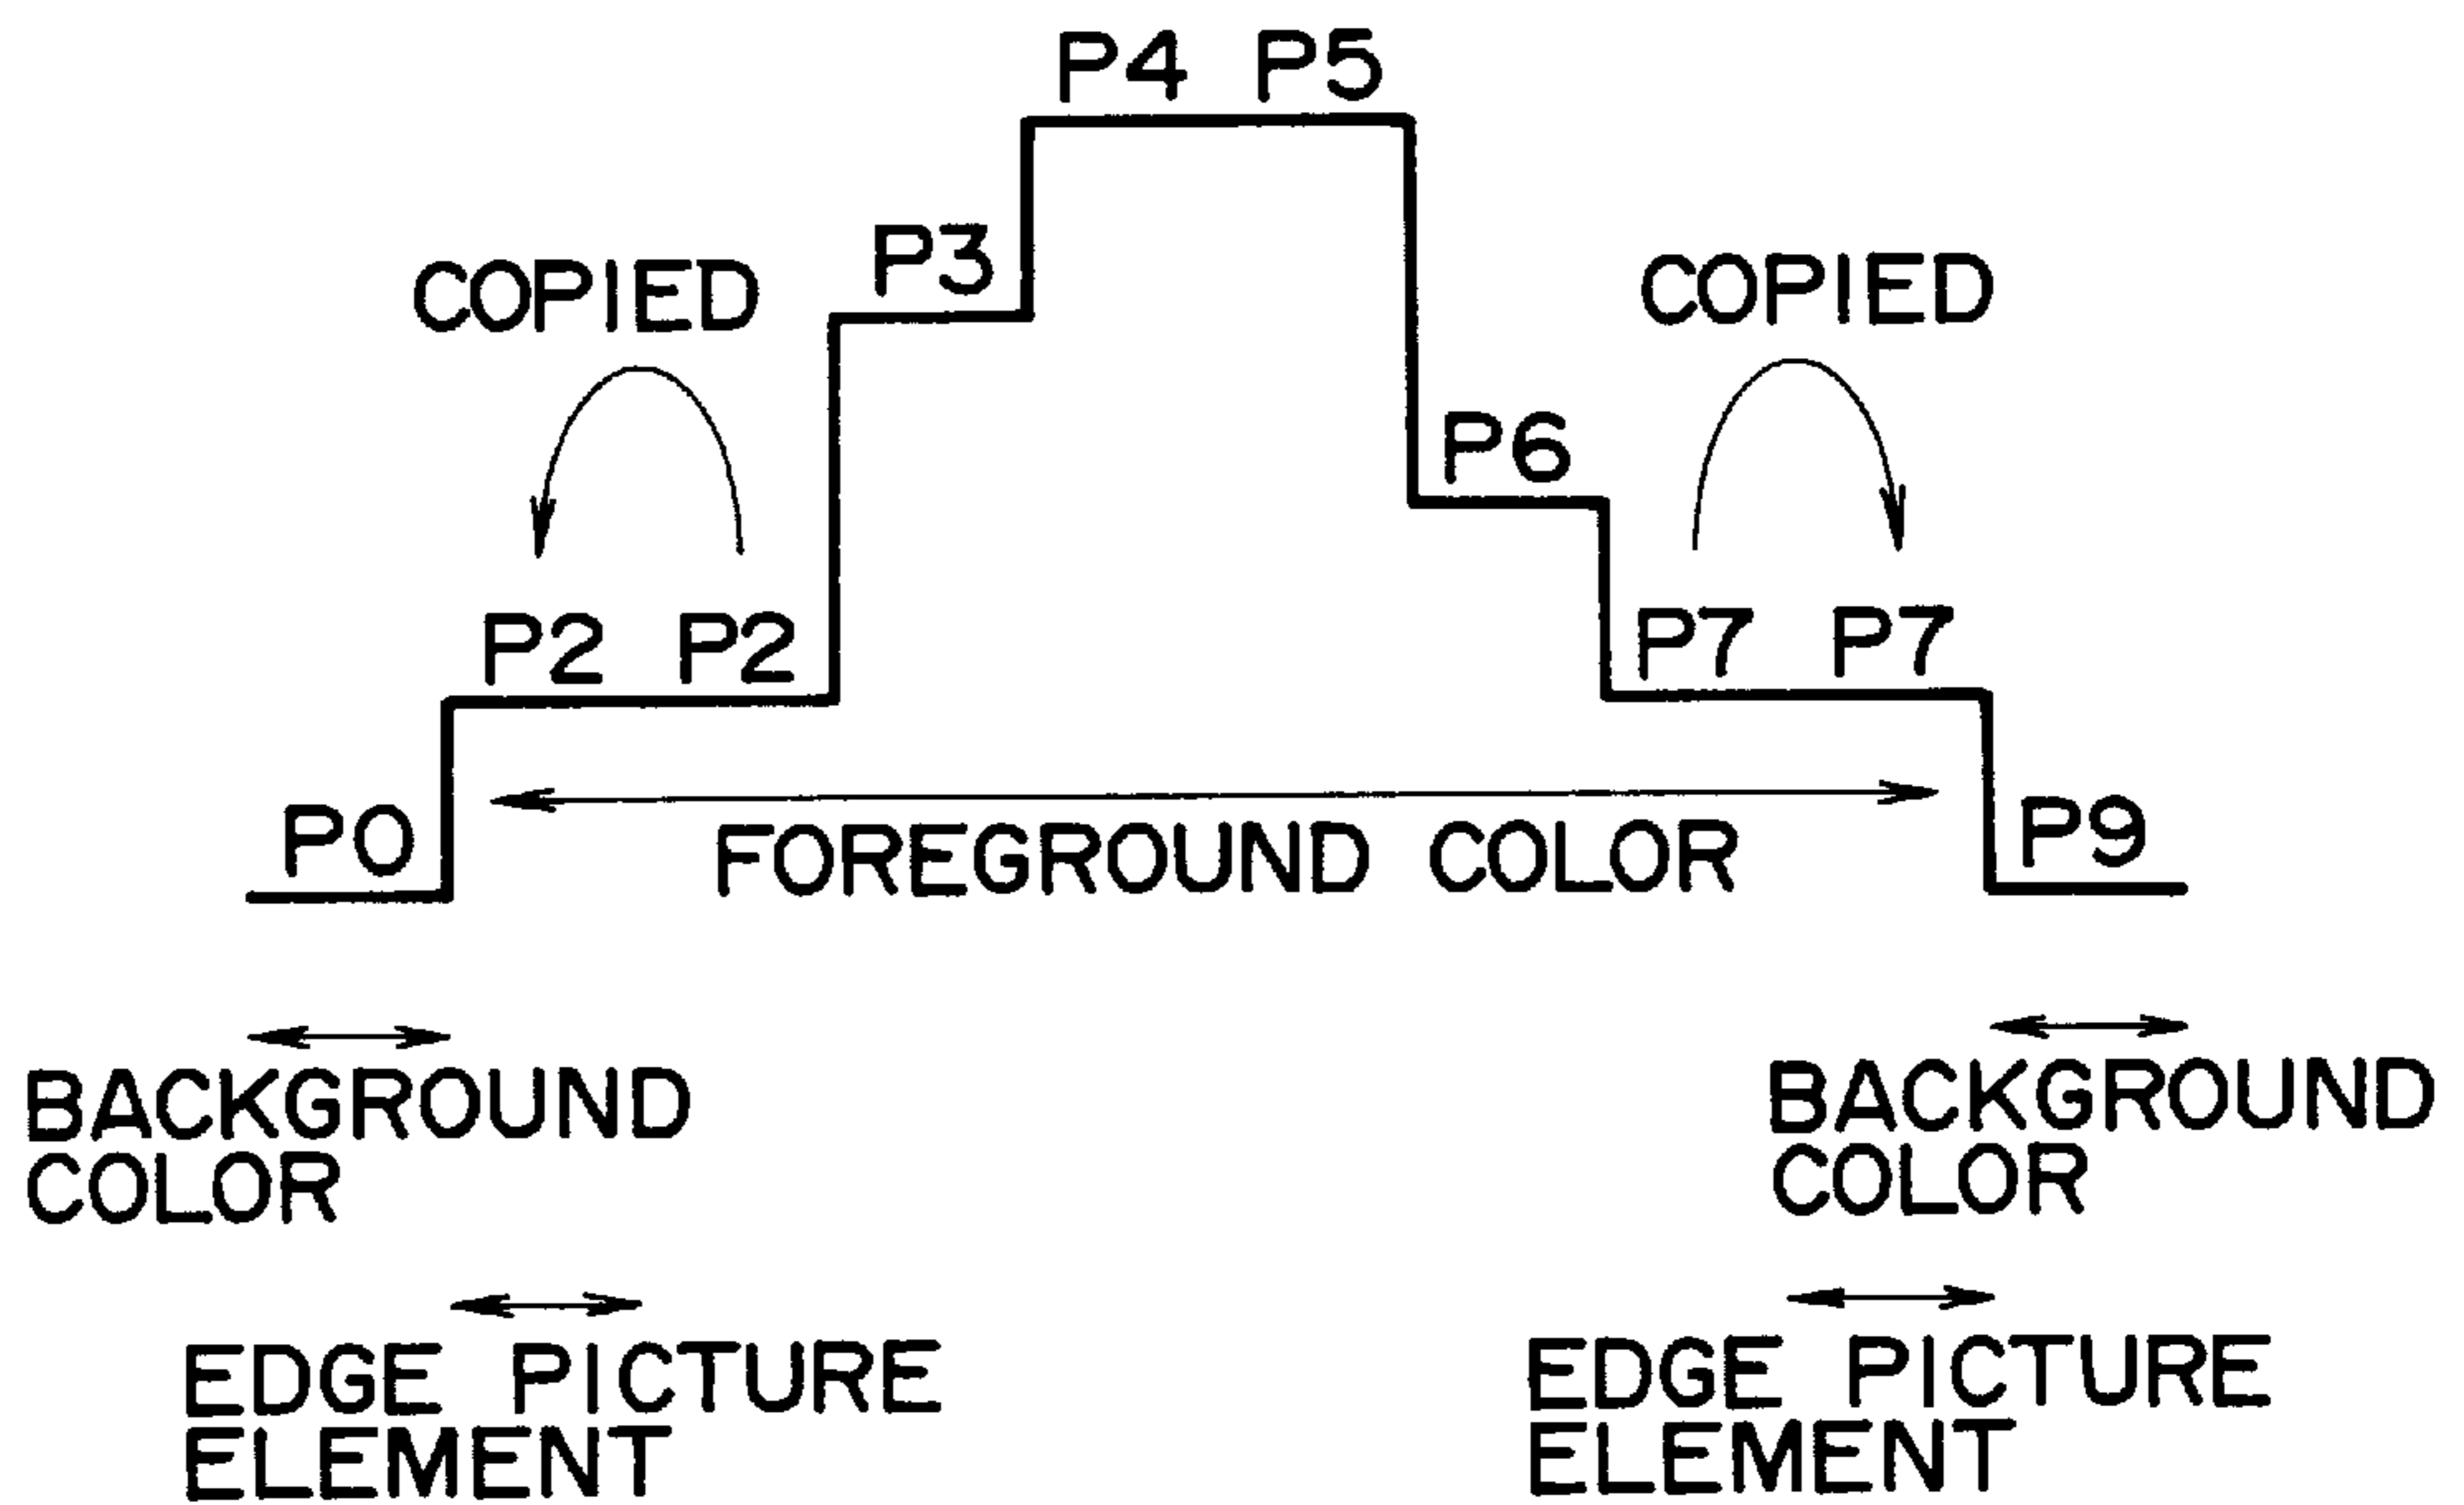 P4 P5
P3
COPIED
COPIED
P6
P2 P2
P7 P7
P0
FOREGROUND COLOR
P9
BACKGROUND
COLOR
BACKGROUND
COLOR
EDGE PICTURE
ELEMENT
EDGE PICTURE
ELEMENT